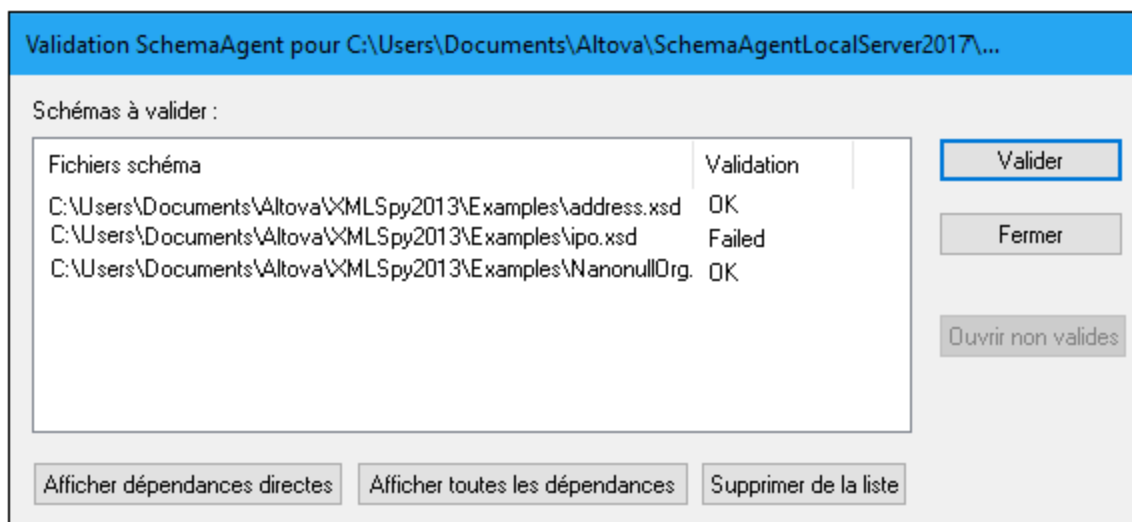 Validation SchemaAgent pour C:\Users\Documents\Altova\SchemaAgentLocalServer2017\...
Schémas à valider :
Fichiers schéma Validation
C:\Users\Documents\Altova\XMLSpy2013\Examples\address.xsd OK
C:\Users\Documents\Altova\XMLSpy2013\Examples\ipo.xsd Failed
C:\Users\Documents\Altova\XMLSpy2013\Examples\NanonullOrg. OK
Valider
Fermer
Ouvrir non valides
Afficher dépendances directes Afficher toutes les dépendances Supprimer de la liste